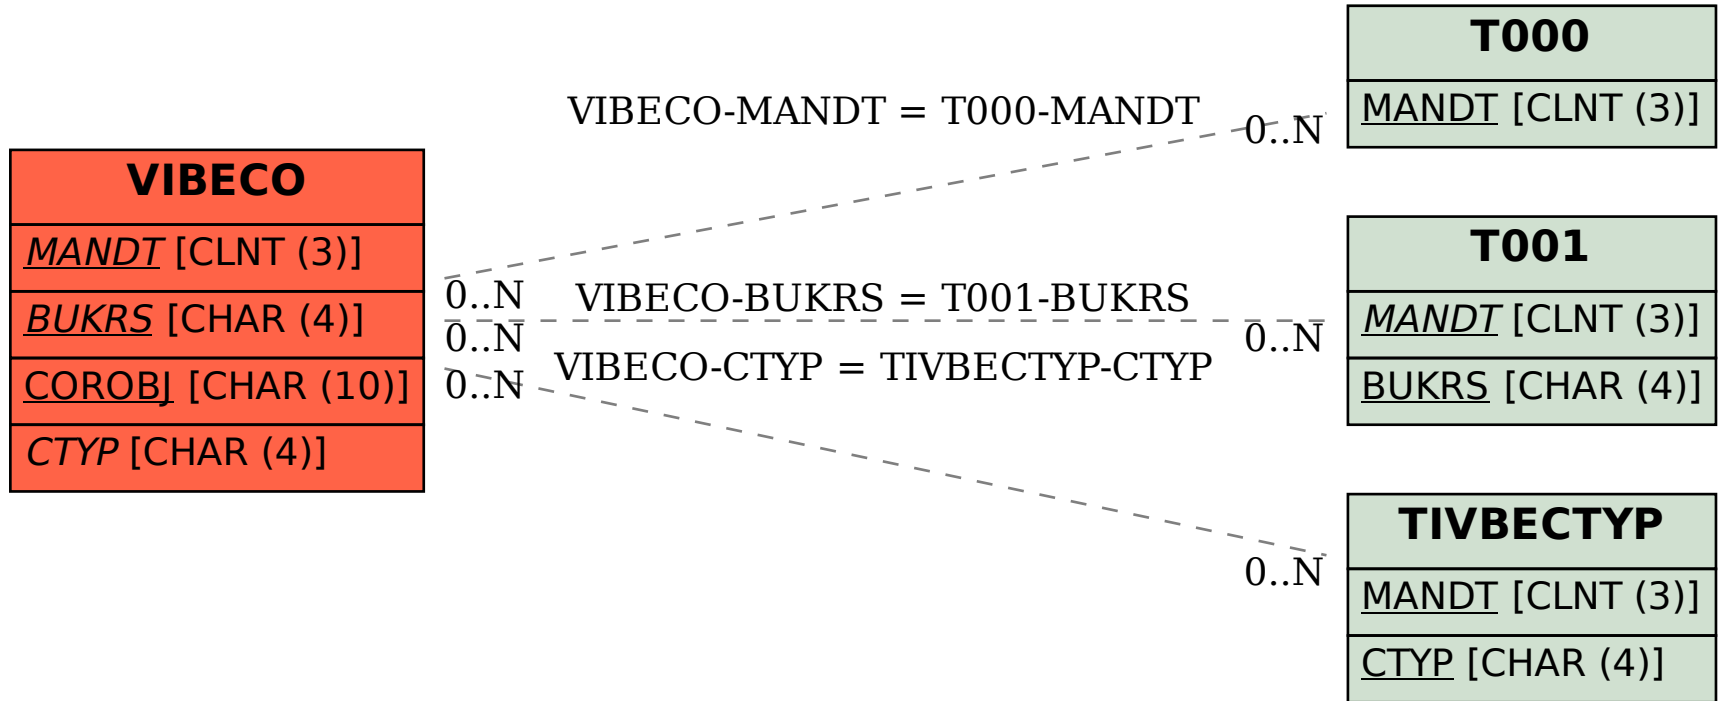 VIBECO
MANDT [CLNT (3)]
BUKRS [CHAR (4)]
COROBJ [CHAR (10)]
CTYP [CHAR (4)]
VIBECO-MANDT = T000-MANDT
0..N
0..N
VIBECO-BUKRS = T001-BUKRS
0..N
0..N
VIBECO-CTYP = TIVBECTYP-CTYP
0..N
0..N
T000
MANDT [CLNT (3)]
T001
MANDT [CLNT (3)]
BUKRS [CHAR (4)]
TIVBECTYP
MANDT [CLNT (3)]
CTYP [CHAR (4)]